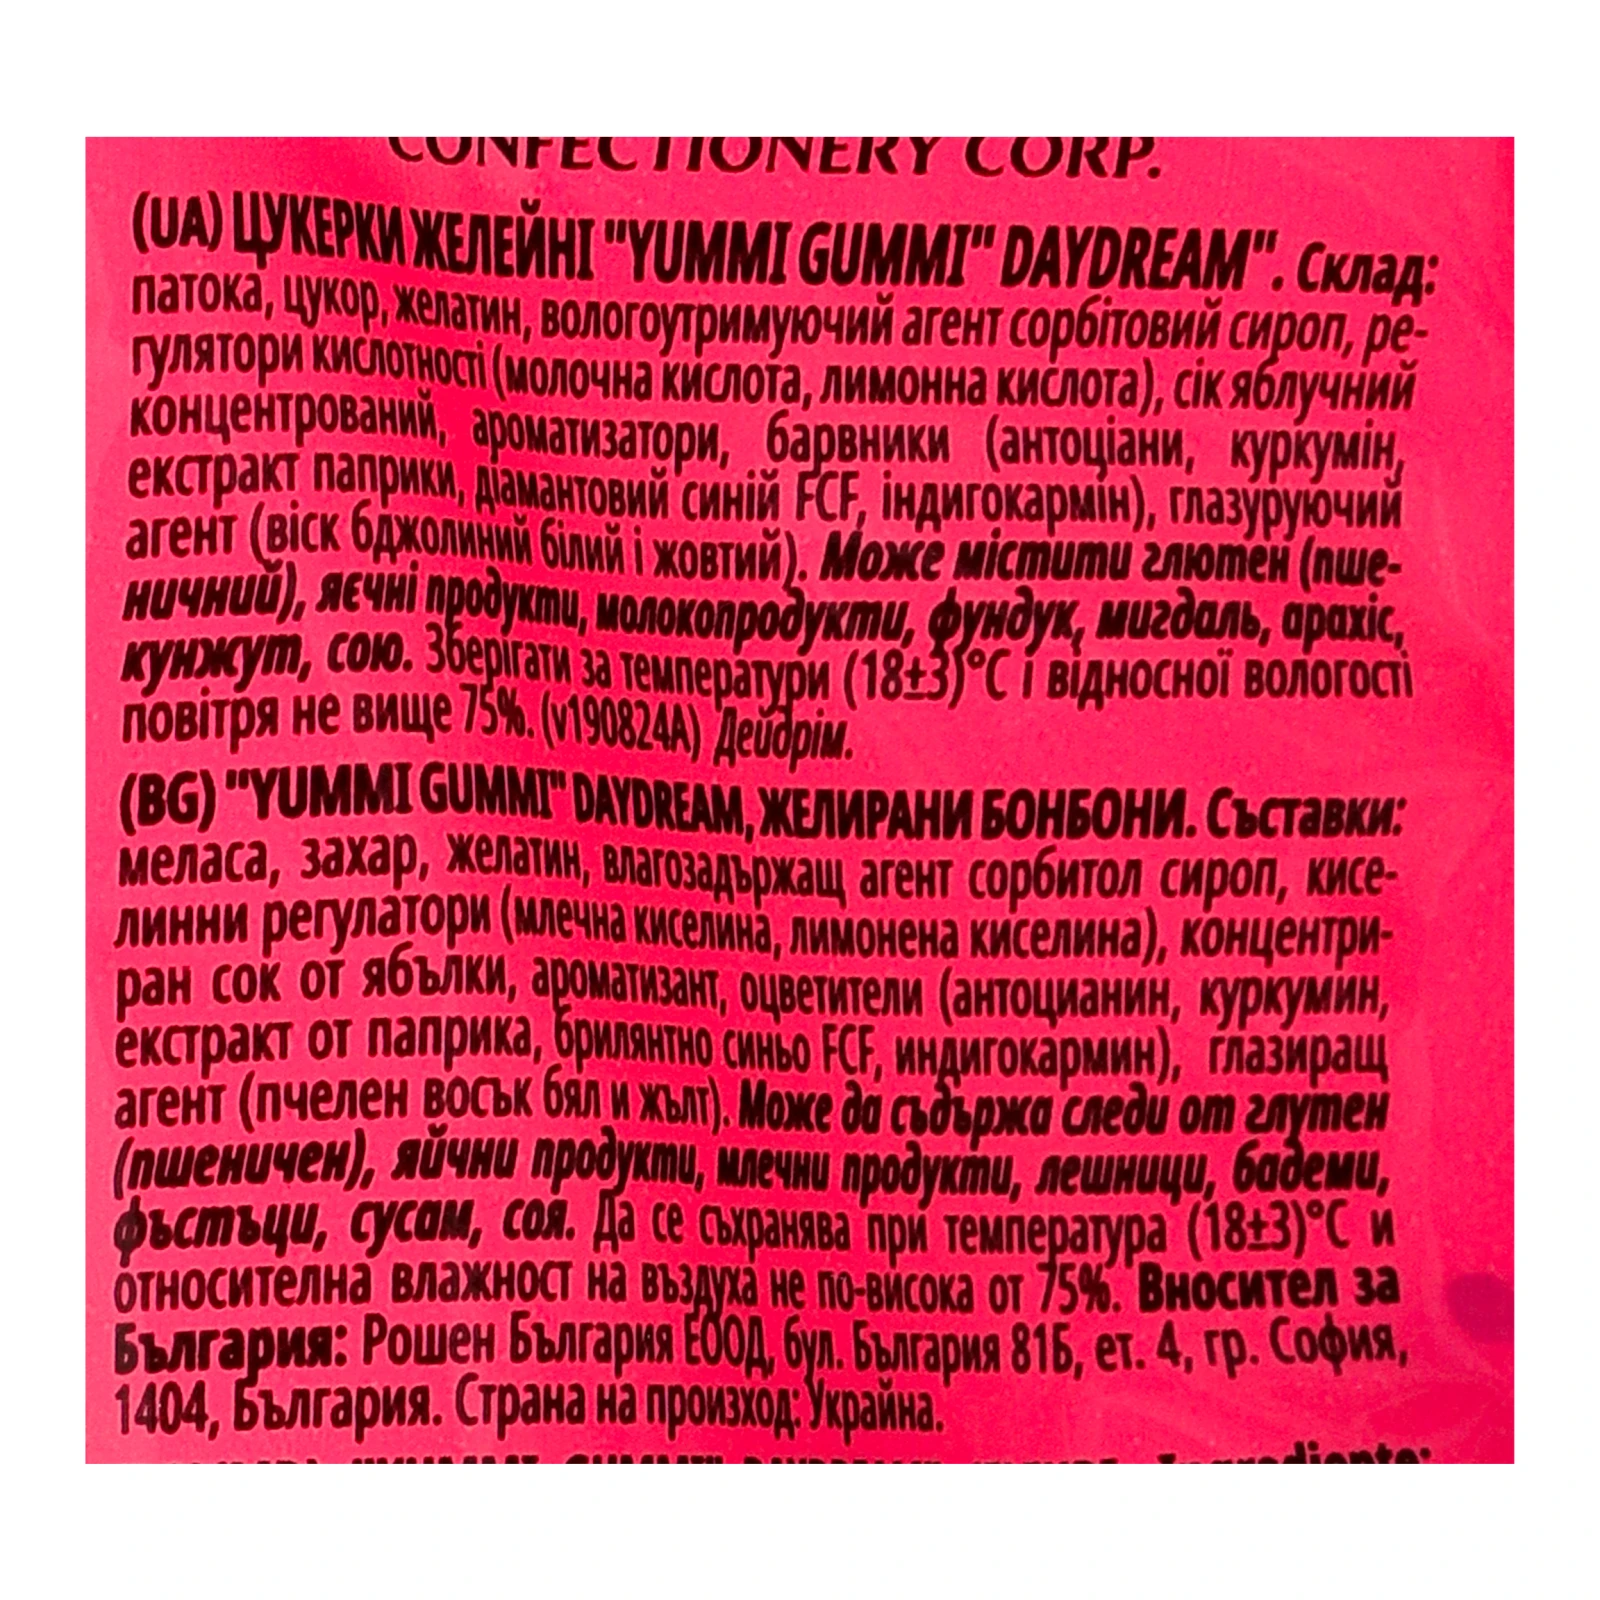 CONFECTIONERY CORP.
(UA) ЦУКЕРКИ ЖЕЛЕЙНІ "YUMMI GUMMI" DAYDREAM". Склад:
патока, цукор, желатин, вологоутримуючий агент сорбітовий сироп, ре-
гулятори кислотності (молочна кислота, лимонна кислота), сік яблучний
концентрований, ароматизатори, барвники (антоціани, куркумін,
екстракт паприки, діамантовий синій FCF, індигокармін), глазуруючий
агент (віск бджолиний білий і жовтий). Може містити глютен (пше-
ничний), яєчні продукти, молокопродукти, фундук, мигдаль, арахіс,
кунжут, сою. Зберігати за температури (18±3)°С і відносної вологості
повітря не вище 75%. (v190824A) Дейдрім.
(BG) "YUMMI GUMMI" DAYDREAM, ЖЕЛИРАНИ БОНБОНИ. Съставки:
меласа, захар, желатин, влагозадържащ агент сорбитол сироп, кисе-
линни регулатори (млечна киселина, лимонена киселина), концентри-
ран сок от ябълки, ароматизант, оцветители (антоцианин, куркумин,
екстракт от паприка, брилянтно синьо FCF, индигокармин), глазиращ
агент (пчелен восък бял и жълт). Може да съдържа следи от глутен
(пшеничен), яйчни продукти, млечни продукти, лешници, бадеми,
фъстъци, сусам, соя. Да се съхранява при температура (18±3)°С и
относителна влажност на въздуха не по-висока от 75%. Вносител за
България: Рошен България ЕООД, бул. България 81Б, ет. 4, гр. София,
1404, България. Страна на произход: Украйна.